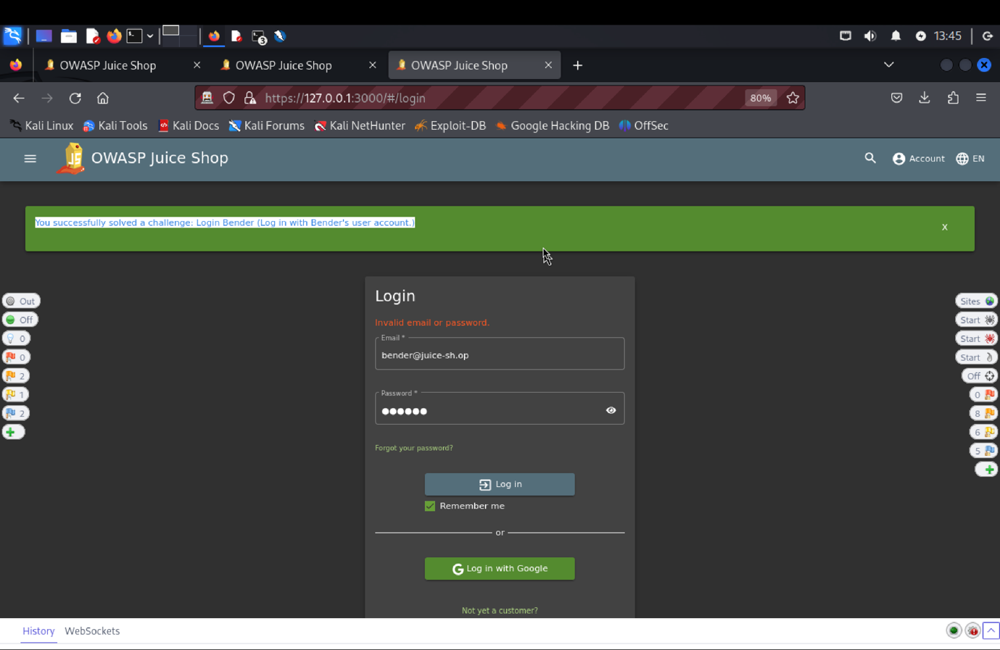 3
13:45
OWASP Juice Shop
OWASP Juice Shop
OWASP Juice Shop
https://127.0.0.1:3000/#/login
80%
Kali Linux
Kali Tools
Kali Docs
Kali Forums
Kali NetHunter
Exploit-DB
Google Hacking DB
OffSec
JS
OWASP Juice Shop
Account
EN
You successfully solved a challenge: Login Bender (Log in with Bender's user account.)
X
Out
Off
0
0
2
1
2
Login
Invalid email or password.
Email *
bender@juice-sh.op
Password *
●●●●●●
Forgot your password?
Log in
Remember me
or
G Log in with Google
Not yet a customer?
Sites
Start
Start
Start
Off
0
8
6
5
History
WebSockets